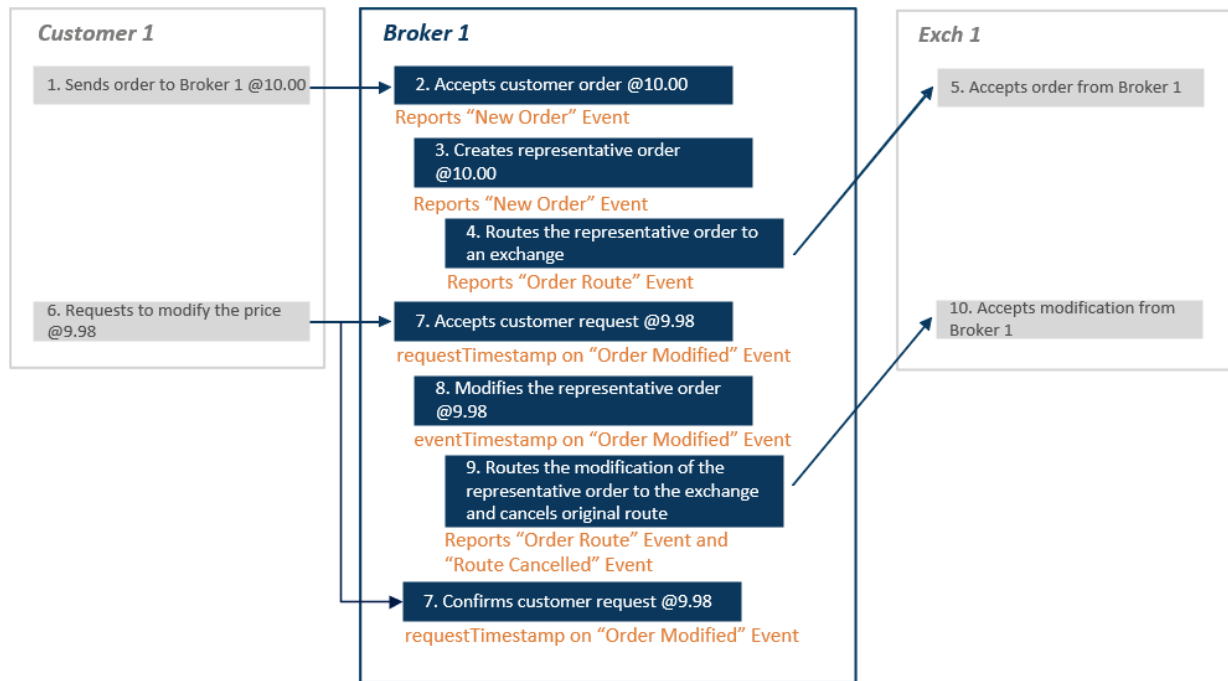 Customer 1
1. Sends order to Broker 1 @10.00
6. Requests to modify the price
@9.98
Broker 1
2. Accepts customer order @10.00
Reports “New Order” Event
3. Creates representative order
@10.00
Reports “New Order” Event
4. Routes the representative order to
an exchange
Reports “Order Route” Event
7. Accepts customer request @9.98
requestTimestamp on “Order Modified” Event
8. Modifies the representative order
@9.98
eventTimestamp on “Order Modified” Event
9. Routes the modification of the
representative order to the exchange
and cancels original route
Reports “Order Route” Event and
“Route Cancelled” Event
7. Confirms customer request @9.98
requestTimestamp on “Order Modified” Event
Exch 1
5. Accepts order from Broker 1
10. Accepts modification from
Broker 1